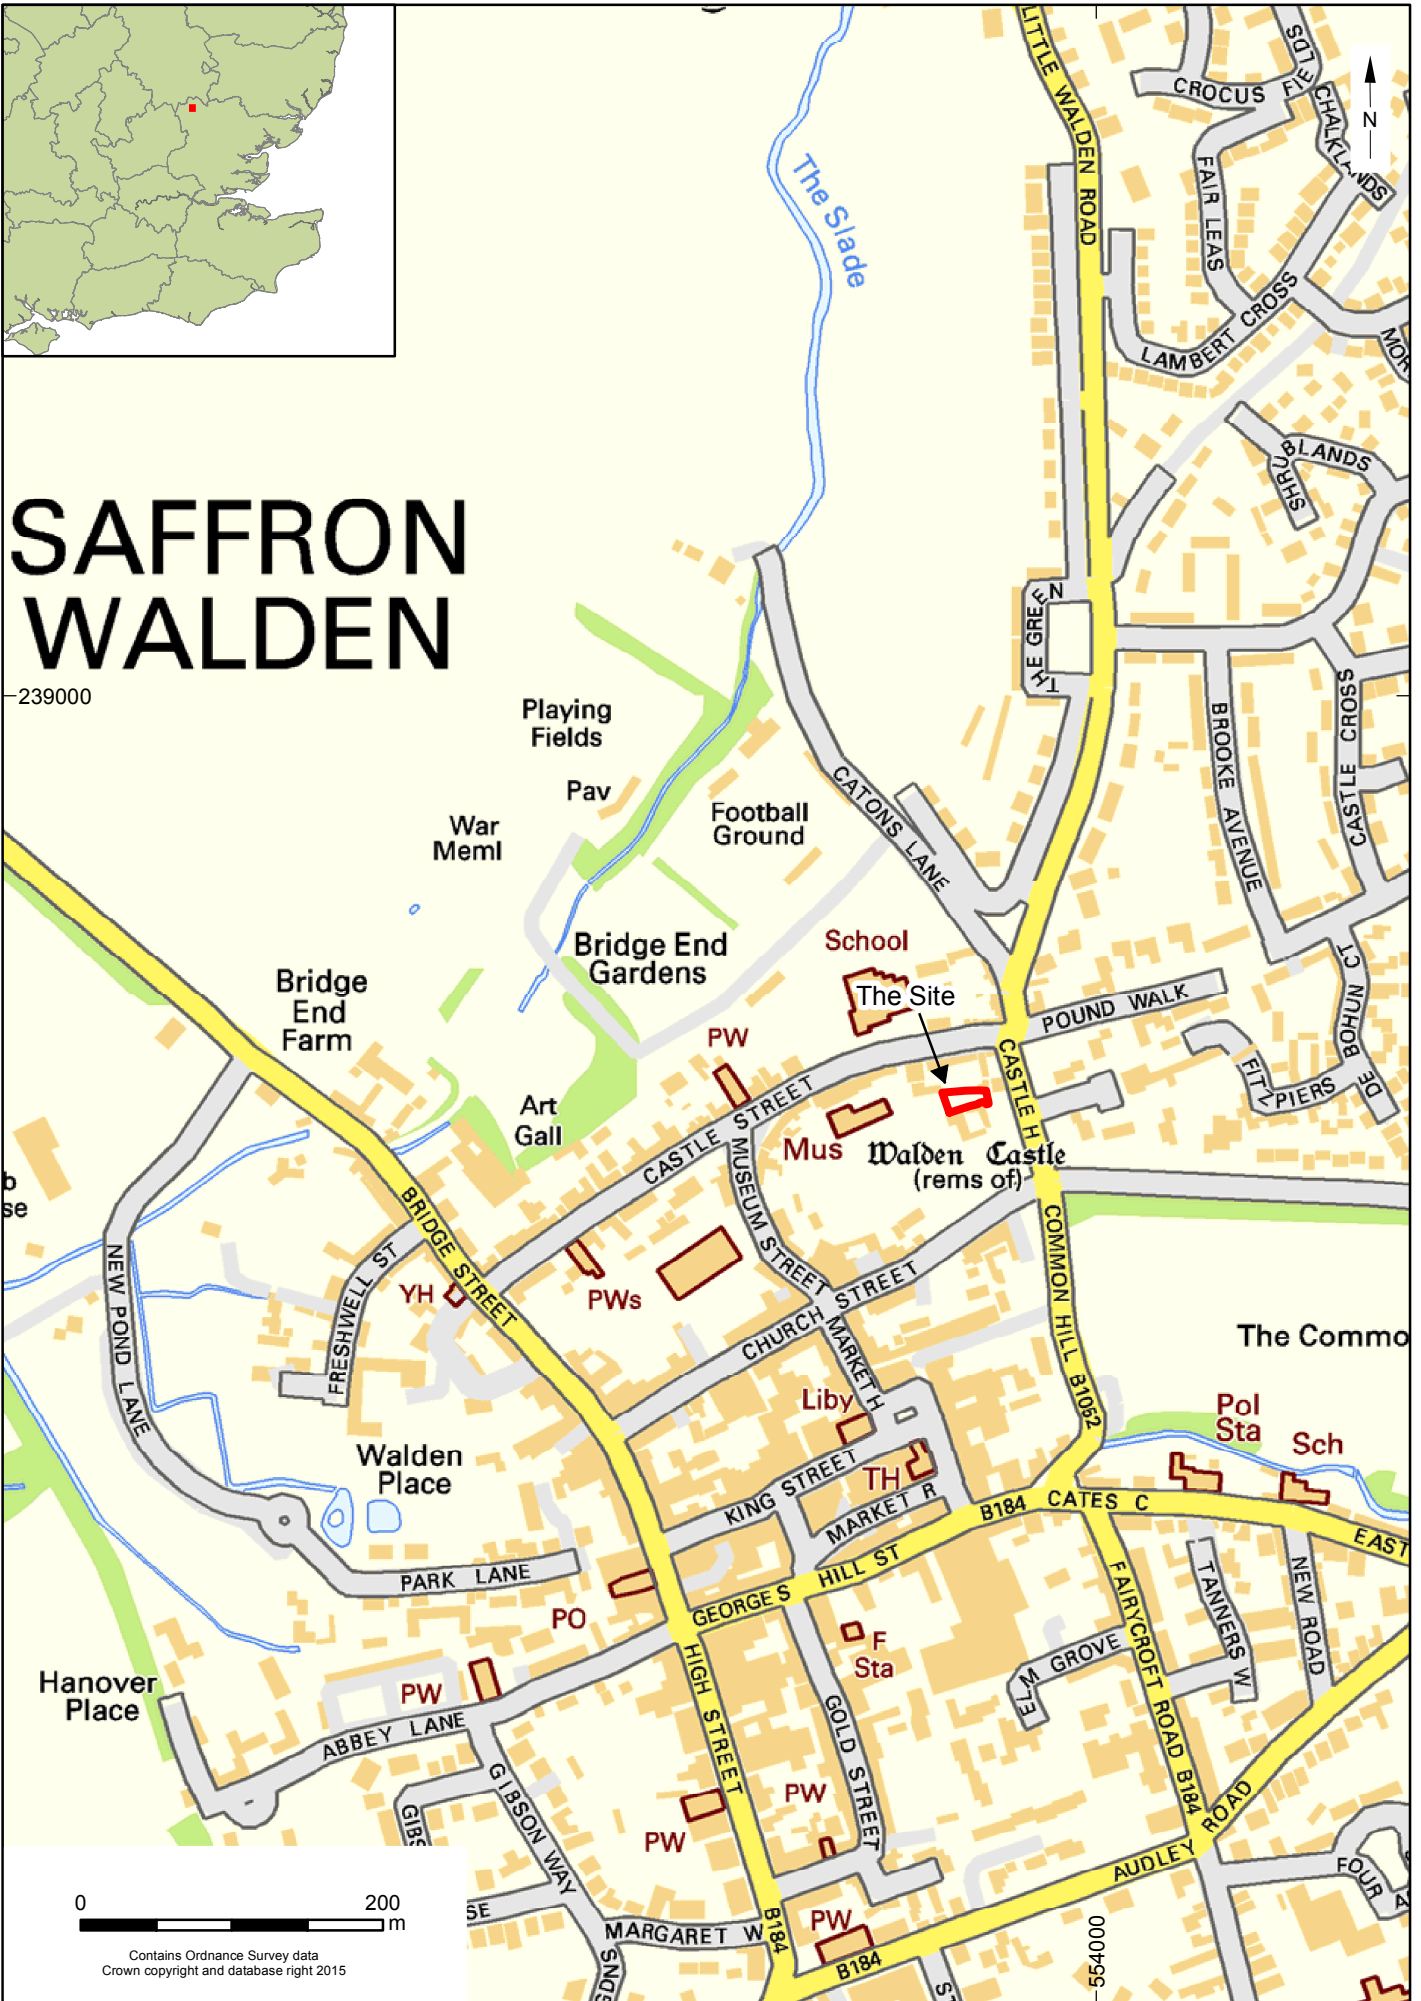 LITTLE WALDEN ROAD
CROCUS FIELDS
CHALKLANDS
N
FAIR LEAS
LAMBERT CROSS
The Slade
SHRUBLANDS
SAFFRON
WALDEN
THE GREEN
239000
Playing
Fields
Pav
War
Meml
Football
Ground
CATONS LANE
BROOKE AVENUE
CASTLE CROSS
Bridge End
Gardens
School
The Site
Bridge
End
Farm
PW
POUND WALK
CASTLE H
DE BOHUN CT
FITZPIERS
Art
Gall
CASTLE STREET
Mus
Walden Castle
(rems of)
MUSEUM STREET
b
se
NEW POND LANE
BRIDGE STREET
FRESHWELL ST
YH
PWs
CHURCH STREET
MARKET H
COMMON HILL B1052
The Commo
Liby
Pol
Sta
Sch
Walden
Place
KING STREET
TH
MARKET R
B184
CATES C
EAST
PARK LANE
GEORGE S HILL ST
PO
FAIRYCROFT ROAD B184
TANNERS W
NEW ROAD
F
Sta
ELM GROVE
Hanover
Place
PW
ABBEY LANE
HIGH STREET
GOLD STREET
GIBSON WAY
GIBS
PW
PW
AUDLEY ROAD
FOUR A
SE
MARGARET W
B184
PW
B184
GDNS
ST
554000
0
200
m
Contains Ordnance Survey data
Crown copyright and database right 2015